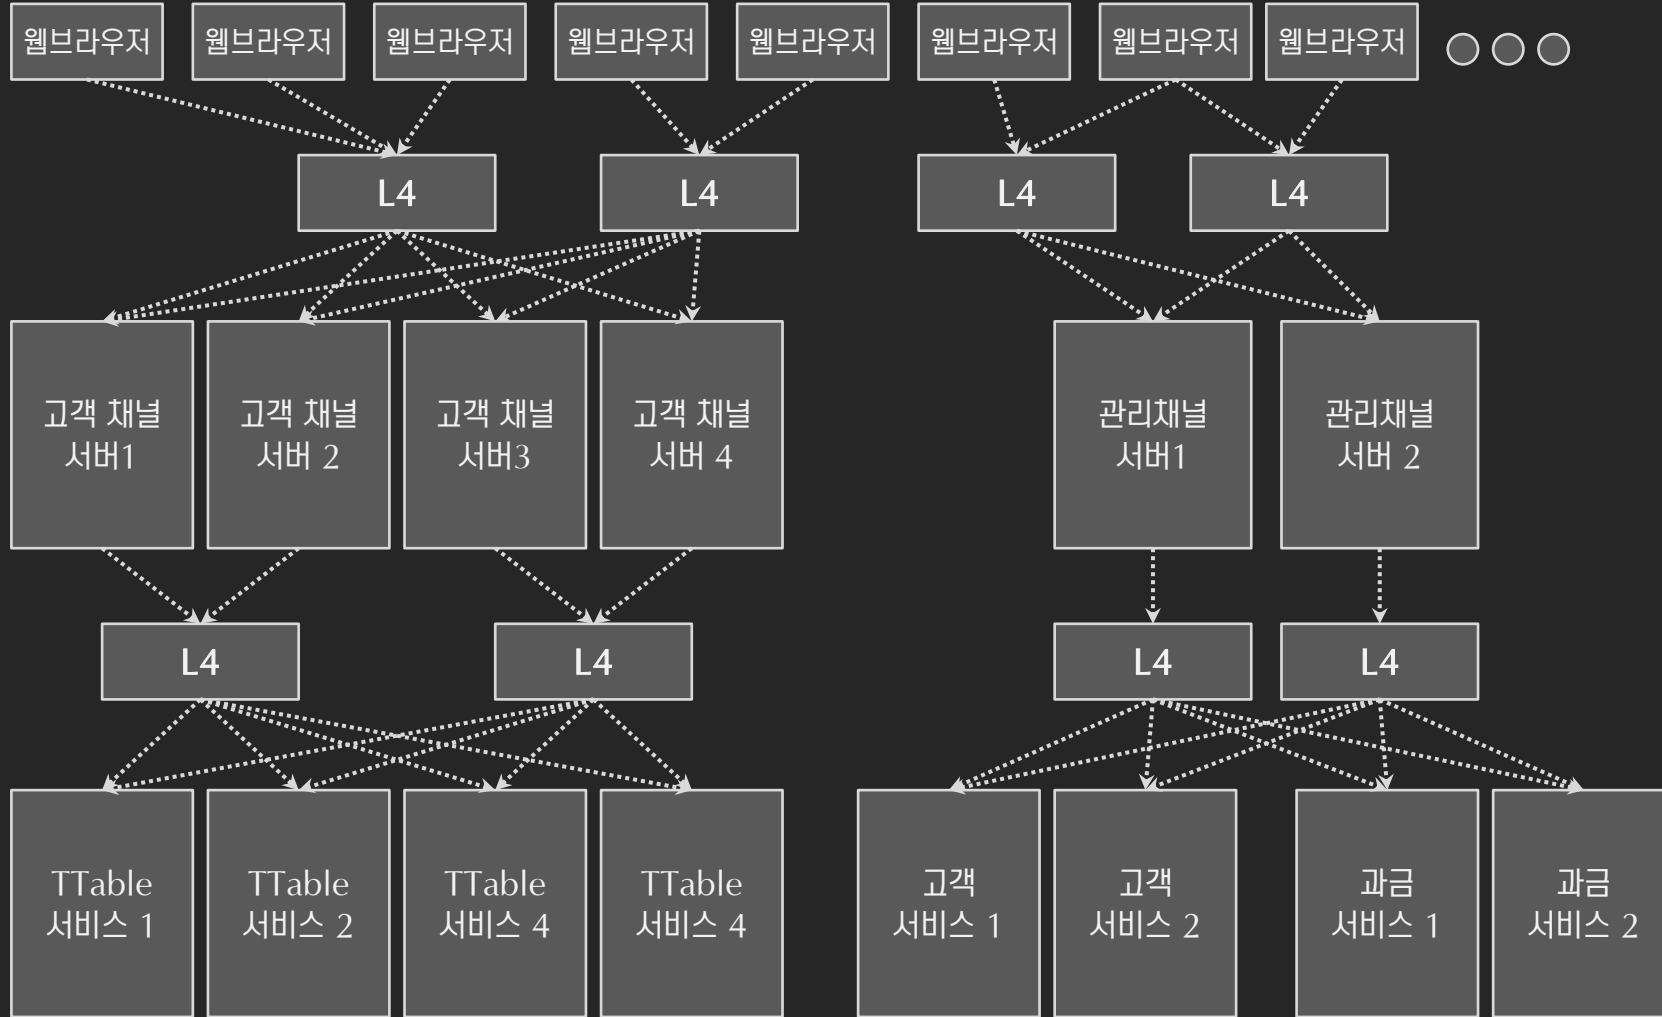 웹브라우저
웹브라우저
웹브라우저
웹브라우저
웹브라우저
웹브라우저
웹브라우저
웹브라우저
L4
L4
L4
L4
고객 채널
서버1
고객 채널
서버 2
고객 채널
서버3
고객 채널
서버 4
관리채널
서버1
관리채널
서버 2
L4
L4
L4
L4
TTable
서비스 1
TTable
서비스 2
TTable
서비스 4
TTable
서비스 4
고객
서비스 1
고객
서비스 2
과금
서비스 1
과금
서비스 2